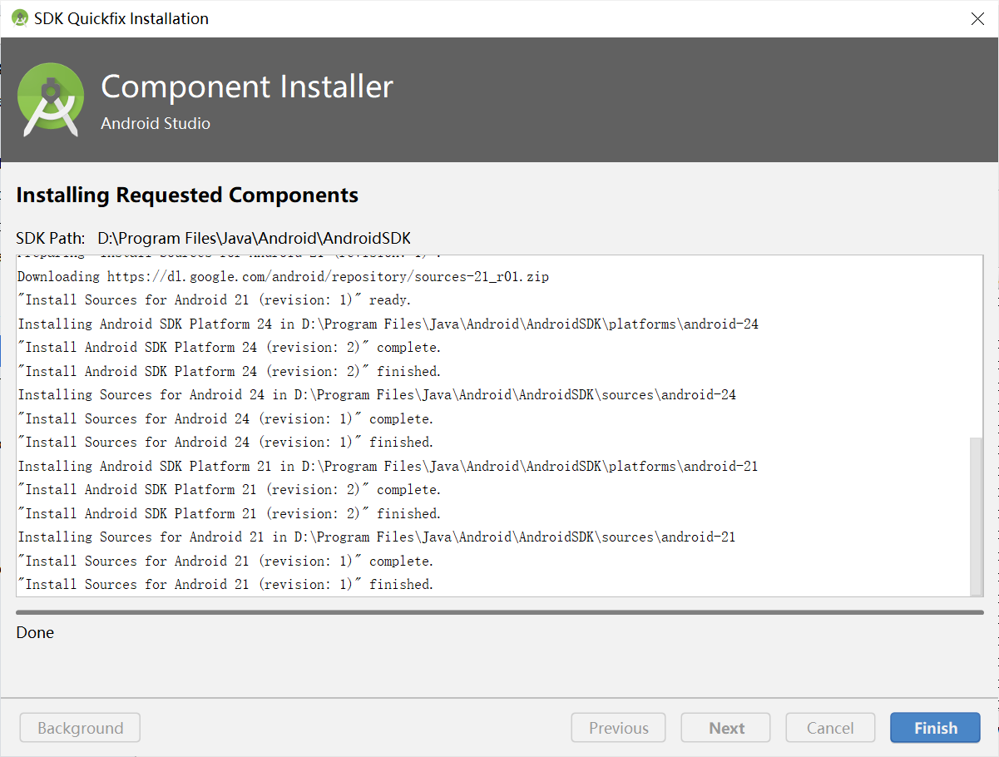 SDK Quickfix Installation
Component Installer
Android Studio
Installing Requested Components
SDK Path: D:\Program Files\Java\Android\AndroidSDK
Preparing "Install Sources for Android 21 (revision: 1)".
Downloading https://dl.google.com/android/repository/sources-21_r01.zip
"Install Sources for Android 21 (revision: 1)" ready.
Installing Android SDK Platform 24 in D:\Program Files\Java\Android\AndroidSDK\platforms\android-24
"Install Android SDK Platform 24 (revision: 2)" complete.
"Install Android SDK Platform 24 (revision: 2)" finished.
Installing Sources for Android 24 in D:\Program Files\Java\Android\AndroidSDK\sources\android-24
"Install Sources for Android 24 (revision: 1)" complete.
"Install Sources for Android 24 (revision: 1)" finished.
Installing Android SDK Platform 21 in D:\Program Files\Java\Android\AndroidSDK\platforms\android-21
"Install Android SDK Platform 21 (revision: 2)" complete.
"Install Android SDK Platform 21 (revision: 2)" finished.
Installing Sources for Android 21 in D:\Program Files\Java\Android\AndroidSDK\sources\android-21
"Install Sources for Android 21 (revision: 1)" complete.
"Install Sources for Android 21 (revision: 1)" finished.
Done
Background
Previous
Next
Cancel
Finish